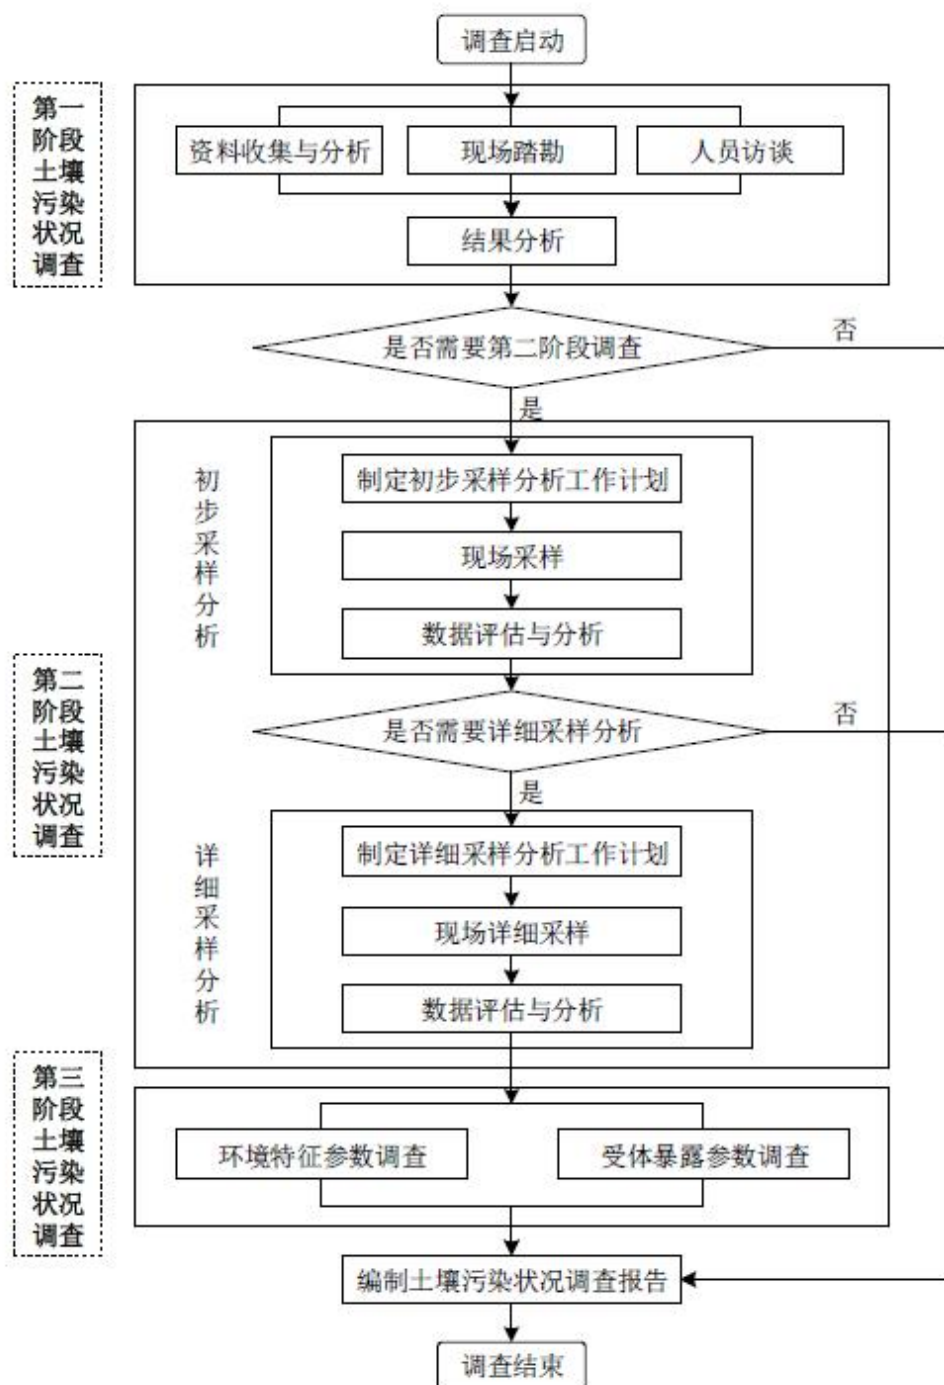 调查启动
第一
阶段
土壤
污染
状况
调查
资料收集与分析
现场踏勘
人员访谈
结果分析
是否需要第二阶段调查
否
是
第二
阶段
土壤
污染
状况
调查
初
步
采
样
分
析
制定初步采样分析工作计划
现场采样
数据评估与分析
是否需要详细采样分析
否
是
详
细
采
样
分
析
制定详细采样分析工作计划
现场详细采样
数据评估与分析
第三
阶段
土壤
污染
状况
调查
环境特征参数调查
受体暴露参数调查
编制土壤污染状况调查报告
调查结束